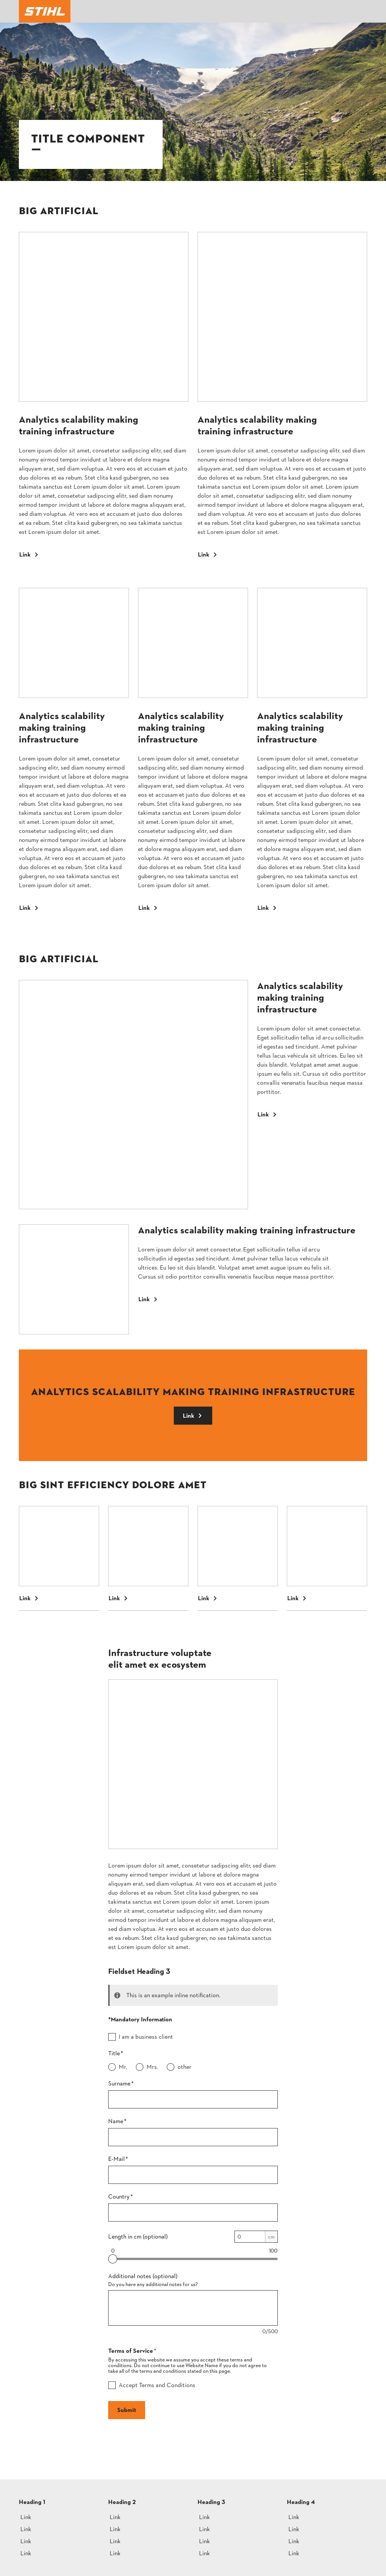 STIHL
TITLE COMPONENT
BIG ARTIFICIAL
Analytics scalability making
training infrastructure
Lorem ipsum dolor sit amet, consetetur sadipscing elitr, sed diam
nonumy eirmod tempor invidunt ut labore et dolore magna
aliquyam erat, sed diam voluptua. At vero eos et accusam et justo
duo dolores et ea rebum. Stet clita kasd gubergren, no sea
takimata sanctus est Lorem ipsum dolor sit amet. Lorem ipsum
dolor sit amet, consetetur sadipscing elitr, sed diam nonumy
eirmod tempor invidunt ut labore et dolore magna aliquyam erat,
sed diam voluptua. At vero eos et accusam et justo duo dolores
et ea rebum. Stet clita kasd gubergren, no sea takimata sanctus
est Lorem ipsum dolor sit amet.
Link
Analytics scalability making
training infrastructure
Lorem ipsum dolor sit amet, consetetur sadipscing elitr, sed diam
nonumy eirmod tempor invidunt ut labore et dolore magna
aliquyam erat, sed diam voluptua. At vero eos et accusam et justo
duo dolores et ea rebum. Stet clita kasd gubergren, no sea
takimata sanctus est Lorem ipsum dolor sit amet. Lorem ipsum
dolor sit amet, consetetur sadipscing elitr, sed diam nonumy
eirmod tempor invidunt ut labore et dolore magna aliquyam erat,
sed diam voluptua. At vero eos et accusam et justo duo dolores
et ea rebum. Stet clita kasd gubergren, no sea takimata sanctus
est Lorem ipsum dolor sit amet.
Link
Analytics scalability
making training
infrastructure
Lorem ipsum dolor sit amet, consetetur
sadipscing elitr, sed diam nonumy eirmod
tempor invidunt ut labore et dolore magna
aliquyam erat, sed diam voluptua. At vero
eos et accusam et justo duo dolores et ea
rebum. Stet clita kasd gubergren, no sea
takimata sanctus est Lorem ipsum dolor
sit amet. Lorem ipsum dolor sit amet,
consetetur sadipscing elitr, sed diam
nonumy eirmod tempor invidunt ut labore
et dolore magna aliquyam erat, sed diam
voluptua. At vero eos et accusam et justo
duo dolores et ea rebum. Stet clita kasd
gubergren, no sea takimata sanctus est
Lorem ipsum dolor sit amet.
Link
Analytics scalability
making training
infrastructure
Lorem ipsum dolor sit amet, consetetur
sadipscing elitr, sed diam nonumy eirmod
tempor invidunt ut labore et dolore magna
aliquyam erat, sed diam voluptua. At vero
eos et accusam et justo duo dolores et ea
rebum. Stet clita kasd gubergren, no sea
takimata sanctus est Lorem ipsum dolor
sit amet. Lorem ipsum dolor sit amet,
consetetur sadipscing elitr, sed diam
nonumy eirmod tempor invidunt ut labore
et dolore magna aliquyam erat, sed diam
voluptua. At vero eos et accusam et justo
duo dolores et ea rebum. Stet clita kasd
gubergren, no sea takimata sanctus est
Lorem ipsum dolor sit amet.
Link
Analytics scalability
making training
infrastructure
Lorem ipsum dolor sit amet, consetetur
sadipscing elitr, sed diam nonumy eirmod
tempor invidunt ut labore et dolore magna
aliquyam erat, sed diam voluptua. At vero
eos et accusam et justo duo dolores et ea
rebum. Stet clita kasd gubergren, no sea
takimata sanctus est Lorem ipsum dolor
sit amet. Lorem ipsum dolor sit amet,
consetetur sadipscing elitr, sed diam
nonumy eirmod tempor invidunt ut labore
et dolore magna aliquyam erat, sed diam
voluptua. At vero eos et accusam et justo
duo dolores et ea rebum. Stet clita kasd
gubergren, no sea takimata sanctus est
Lorem ipsum dolor sit amet.
Link
BIG ARTIFICIAL
Analytics scalability
making training
infrastructure
Lorem ipsum dolor sit amet consectetur.
Eget sollicitudin tellus id arcu sollicitudin
id egestas sed tincidunt. Amet pulvinar
tellus lacus vehicula sit ultrices. Eu leo sit
duis blandit. Volutpat amet amet augue
ipsum eu felis sit. Cursus sit odio porttitor
convallis venenatis faucibus neque massa
porttitor.
Link
Analytics scalability making training infrastructure
Lorem ipsum dolor sit amet consectetur. Eget sollicitudin tellus id arcu
sollicitudin id egestas sed tincidunt. Amet pulvinar tellus lacus vehicula sit
ultrices. Eu leo sit duis blandit. Volutpat amet amet augue ipsum eu felis sit.
Cursus sit odio porttitor convallis venenatis faucibus neque massa porttitor.
Link
ANALYTICS SCALABILITY MAKING TRAINING INFRASTRUCTURE
Link
BIG SINT EFFICIENCY DOLORE AMET
Link
Link
Link
Link
Infrastructure voluptate
elit amet ex ecosystem
Lorem ipsum dolor sit amet, consetetur sadipscing elitr, sed diam
nonumy eirmod tempor invidunt ut labore et dolore magna
aliquyam erat, sed diam voluptua. At vero eos et accusam et justo
duo dolores et ea rebum. Stet clita kasd gubergren, no sea
takimata sanctus est Lorem ipsum dolor sit amet. Lorem ipsum
dolor sit amet, consetetur sadipscing elitr, sed diam nonumy
eirmod tempor invidunt ut labore et dolore magna aliquyam erat,
sed diam voluptua. At vero eos et accusam et justo duo dolores
et ea rebum. Stet clita kasd gubergren, no sea takimata sanctus
est Lorem ipsum dolor sit amet.
Fieldset Heading 3
This is an example inline notification.
*Mandatory Information
I am a business client
Title*
Mr. Mrs. other
Surname*
Name*
E-Mail*
Country*
Length in cm (optional) 0 cm
0 100
Additional notes (optional)
Do you have any additional notes for us?
0/500
Terms of Service *
By accessing this website we assume you accept these terms and
conditions. Do not continue to use Website Name if you do not agree to
take all of the terms and conditions stated on this page.
Accept Terms and Conditions
Submit
Heading 1
Link
Link
Link
Link
Heading 2
Link
Link
Link
Link
Heading 3
Link
Link
Link
Link
Heading 4
Link
Link
Link
Link